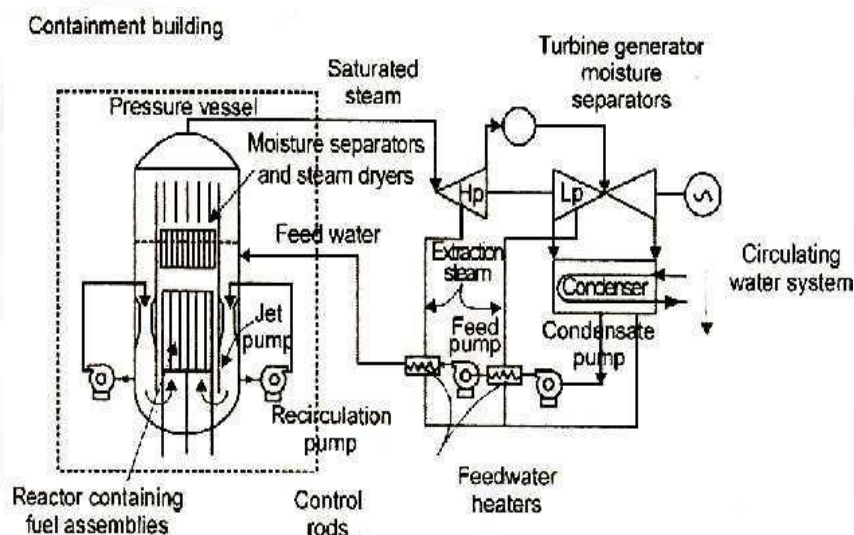 Containment building
Turbine generator
moisture
separators
Saturated
steam
Pressure vessel
Moisture separators
and steam dryers
Hp
Lp
Feed water
Extraction
steam
Condenser
Circulating
water system
Jet
pump
Feed
pump
Condensate
pump
Recirculation
pump
Feedwater
heaters
Reactor containing
fuel assemblies
Control
rods